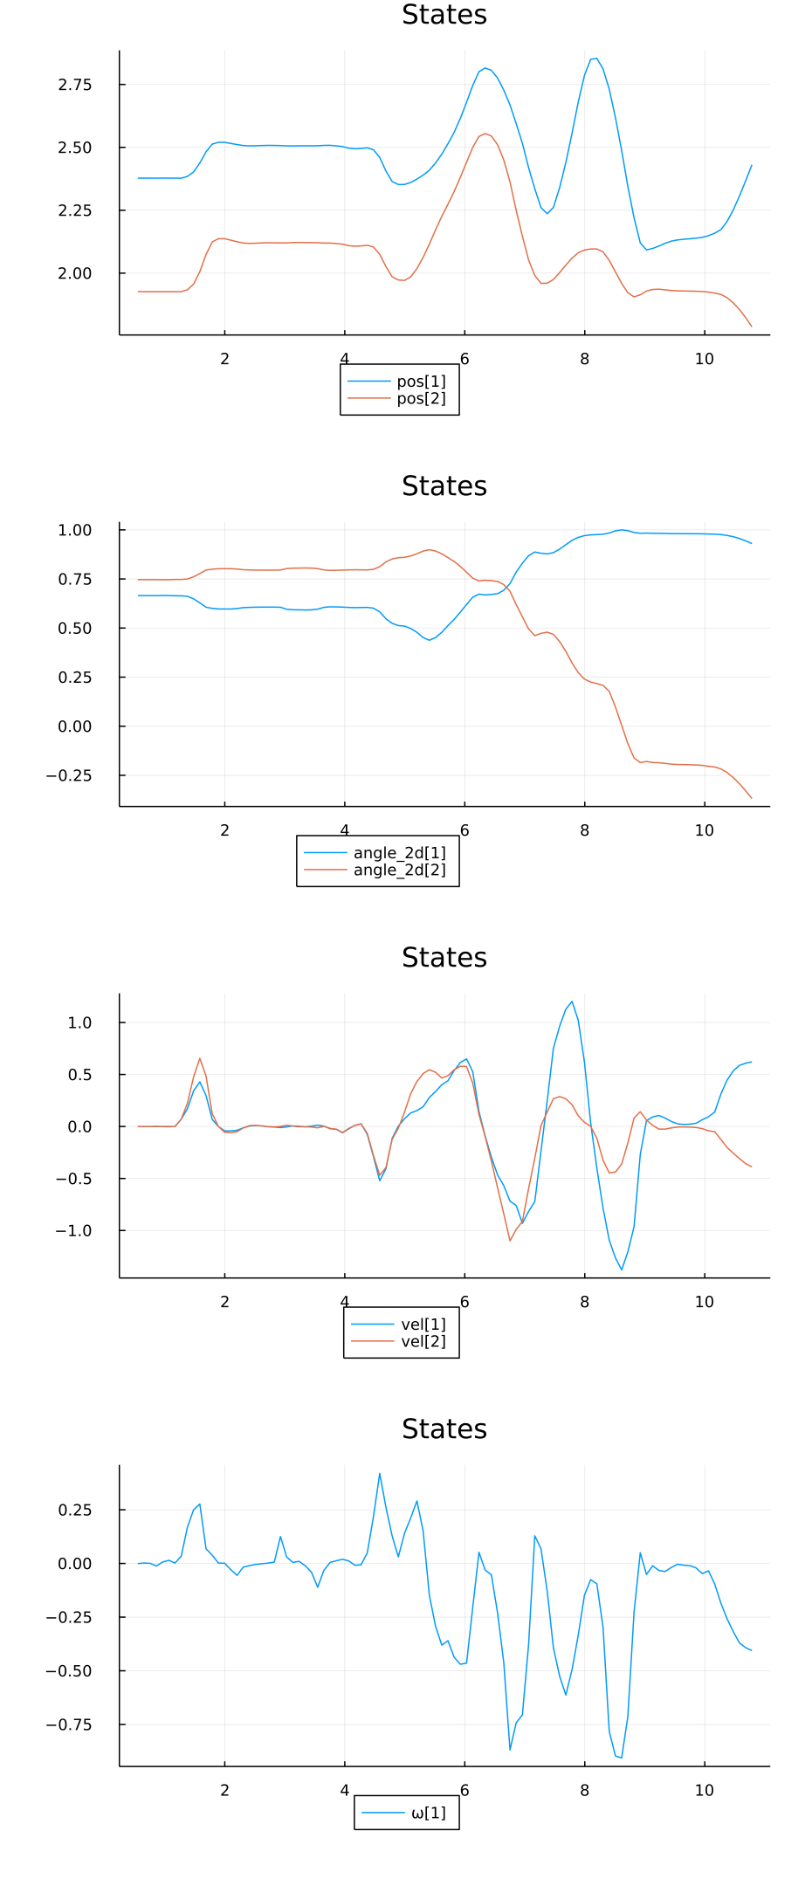 States
2.75
2.50
2.25
2.00
2 4 6 8 10
pos[1]
pos[2]
States
1.00
0.75
0.50
0.25
0.00
−0.25
2 4 6 8 10
angle_2d[1]
angle_2d[2]
States
1.0
0.5
0.0
−0.5
−1.0
2 4 6 8 10
vel[1]
vel[2]
States
0.25
0.00
−0.25
−0.50
−0.75
2 4 6 8 10
ω[1]